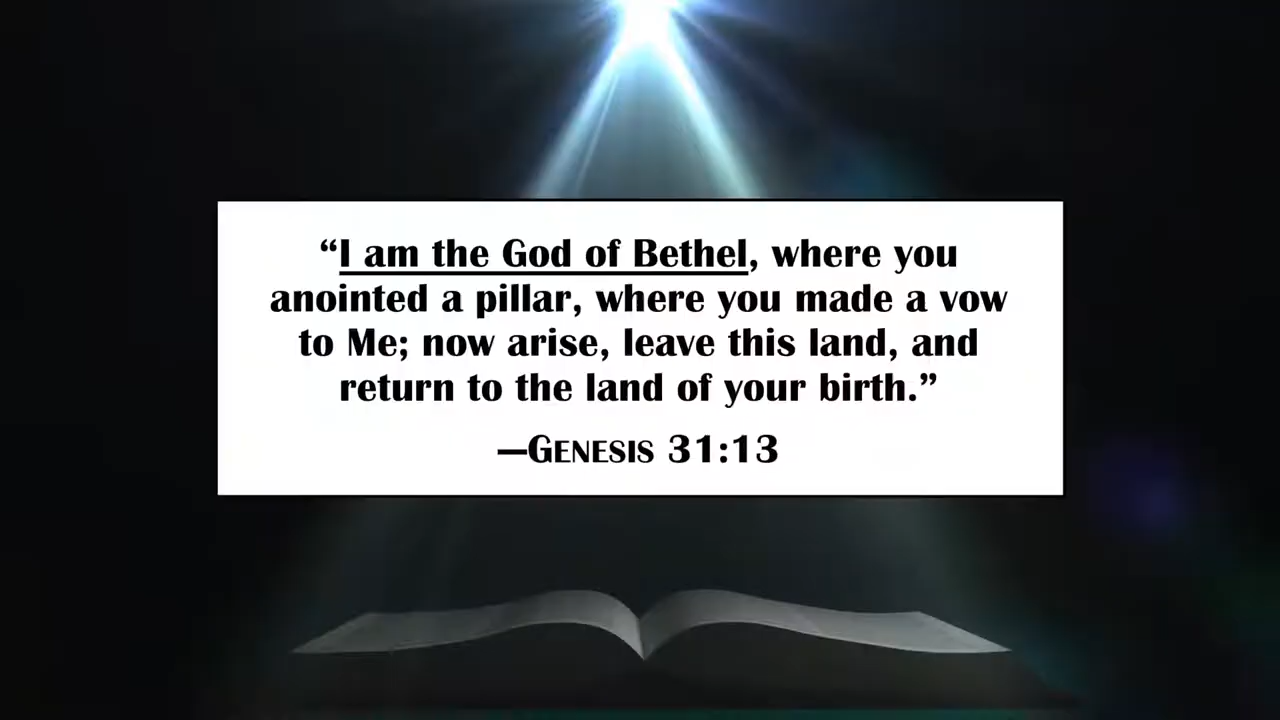 “I am the God of Bethel, where you
anointed a pillar, where you made a vow
to Me; now arise, leave this land, and
return to the land of your birth.”
—GENESIS 31:13